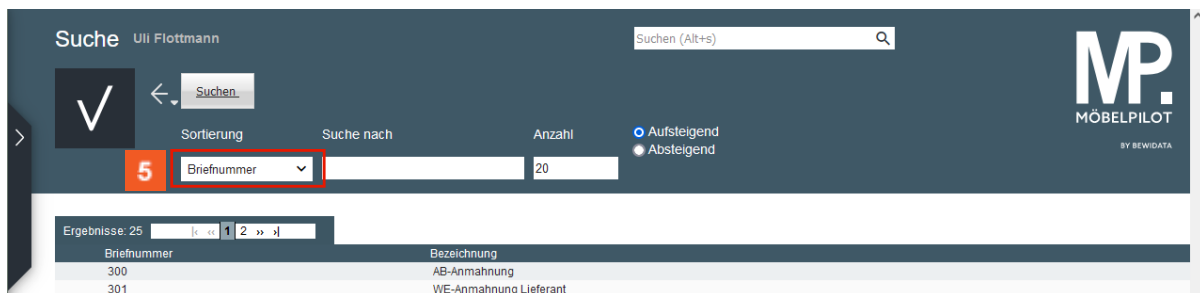 Suche Uli Flottmann
Suchen (Alt+s)
MP.
MÖBELPILOT
BY BEWIDATA
Suchen
Sortierung Suche nach Anzahl
Aufsteigend
Absteigend
5 Briefnummer 20
Ergebnisse: 25 |‹ ‹‹ 1 2 ›› ›|
Briefnummer Bezeichnung
300 AB-Anmahnung
301 WE-Anmahnung Lieferant